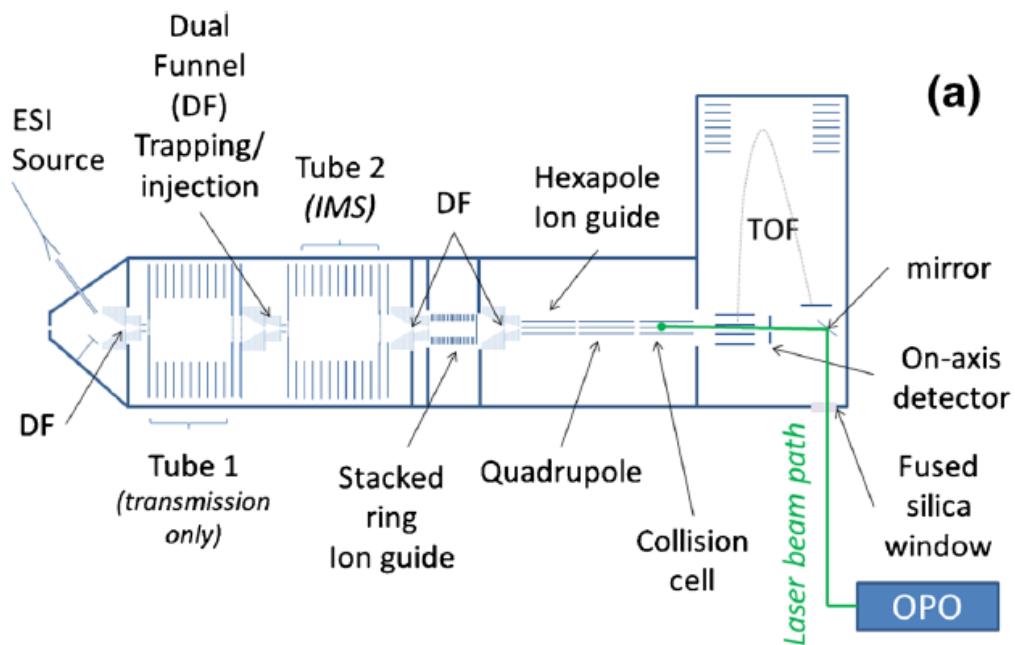 (a)
Dual
Funnel
(DF)
Trapping/
injection
ESI
Source
Tube 2
(IMS)
DF
Hexapole
Ion guide
TOF
mirror
On-axis
detector
DF
Tube 1
(transmission
only)
Stacked
ring
Ion guide
Quadrupole
Collision
cell
Laser beam path
Fused
silica
window
OPO